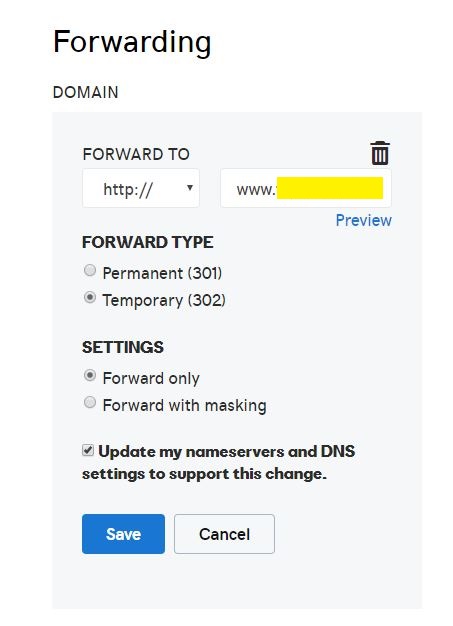 Forwarding
DOMAIN
FORWARD TO
http:// www.
Preview
FORWARD TYPE
Permanent (301)
Temporary (302)
SETTINGS
Forward only
Forward with masking
Update my nameservers and DNS
settings to support this change.
Save Cancel